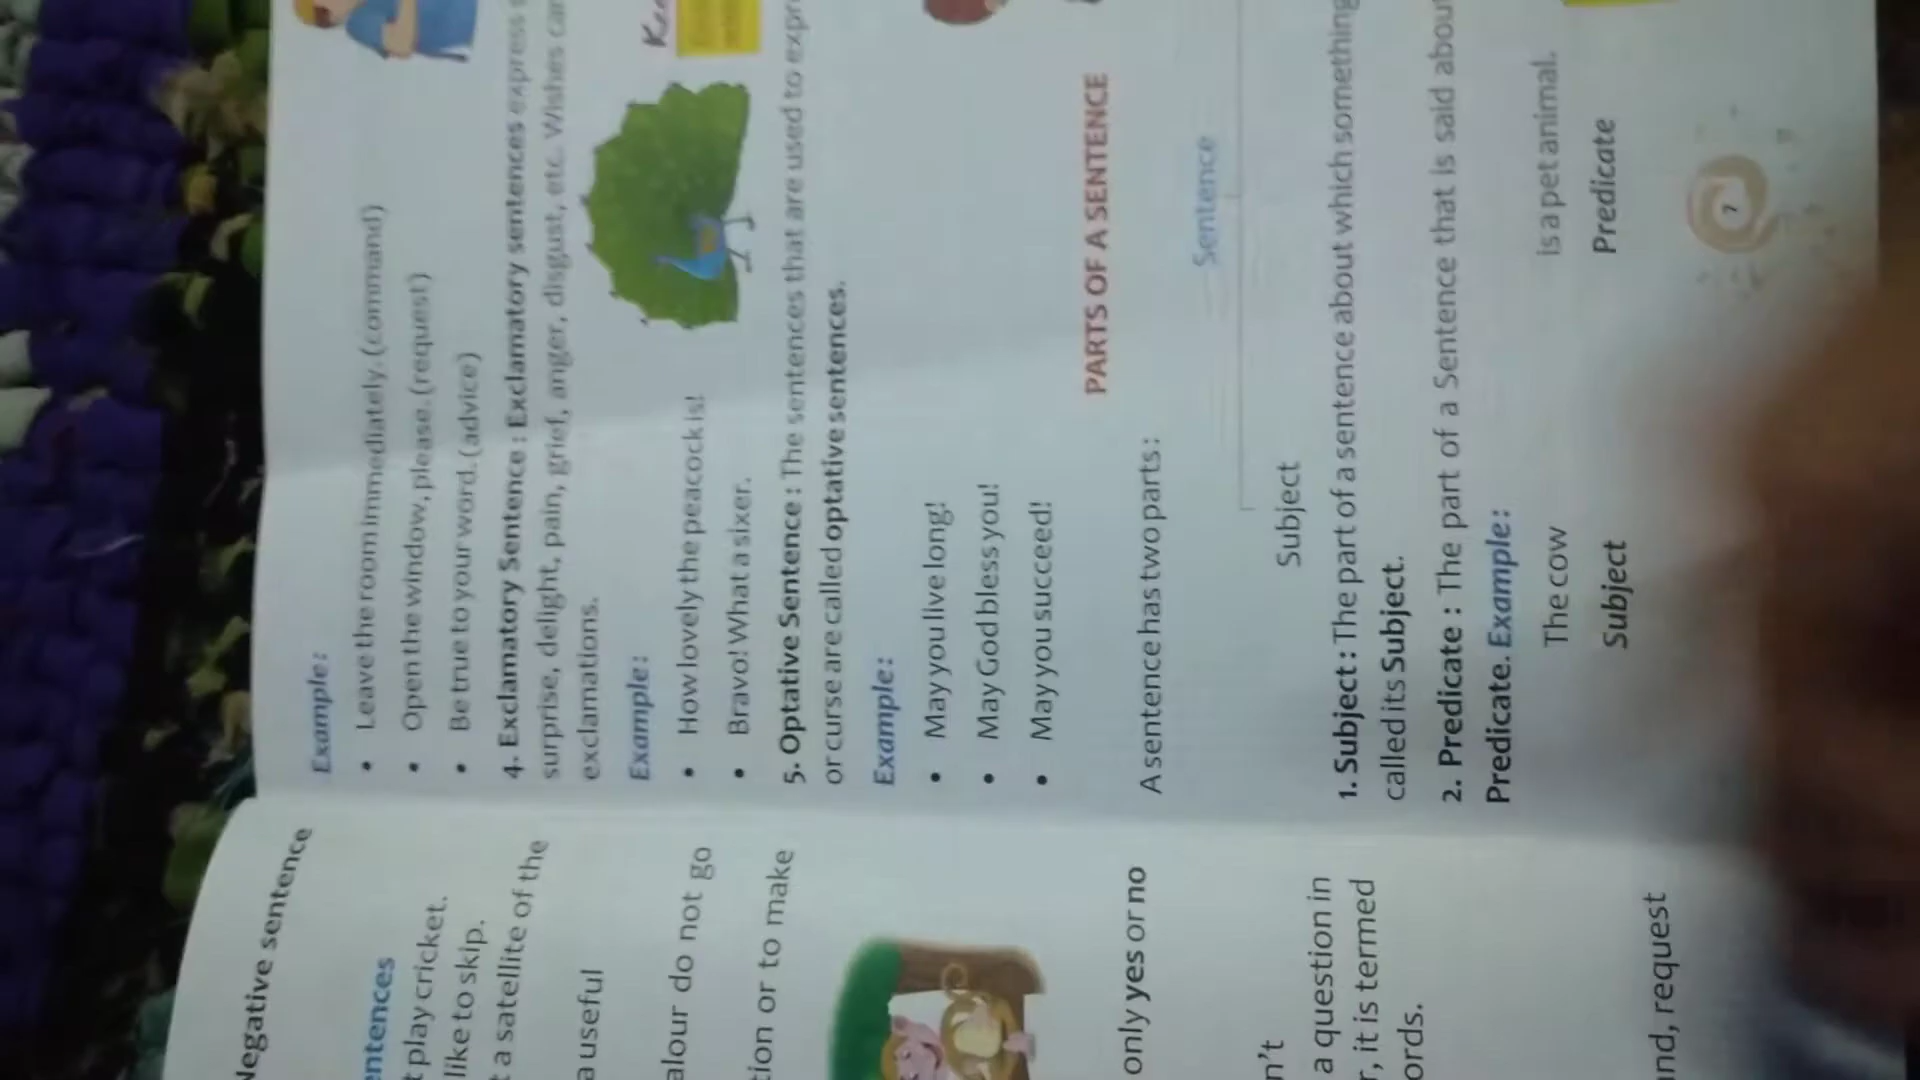 Negative sentence
entences
t play cricket.
like to skip.
t a satellite of the
a useful
alour do not go
tion or to make
only yes or no
n't
a question in
r, it is termed
ords.
nd, request
Example:
• Leave the room immediately. (command)
• Open the window, please. (request)
• Be true to your word. (advice)
4. Exclamatory Sentence : Exclamatory sentences express
surprise, delight, pain, grief, anger, disgust, etc. Wishes can
exclamations.
Example:
• How lovely the peacock is!
• Bravo! What a sixer.
5. Optative Sentence : The sentences that are used to expr
or curse are called optative sentences.
Example:
• May you live long!
• May God bless you!
• May you succeed!
PARTS OF A SENTENCE
A sentence has two parts :
Sentence
Subject
1. Subject : The part of a sentence about which something
called its Subject.
2. Predicate : The part of a Sentence that is said about
Predicate. Example:
The cow is a pet animal.
Subject Predicate
7